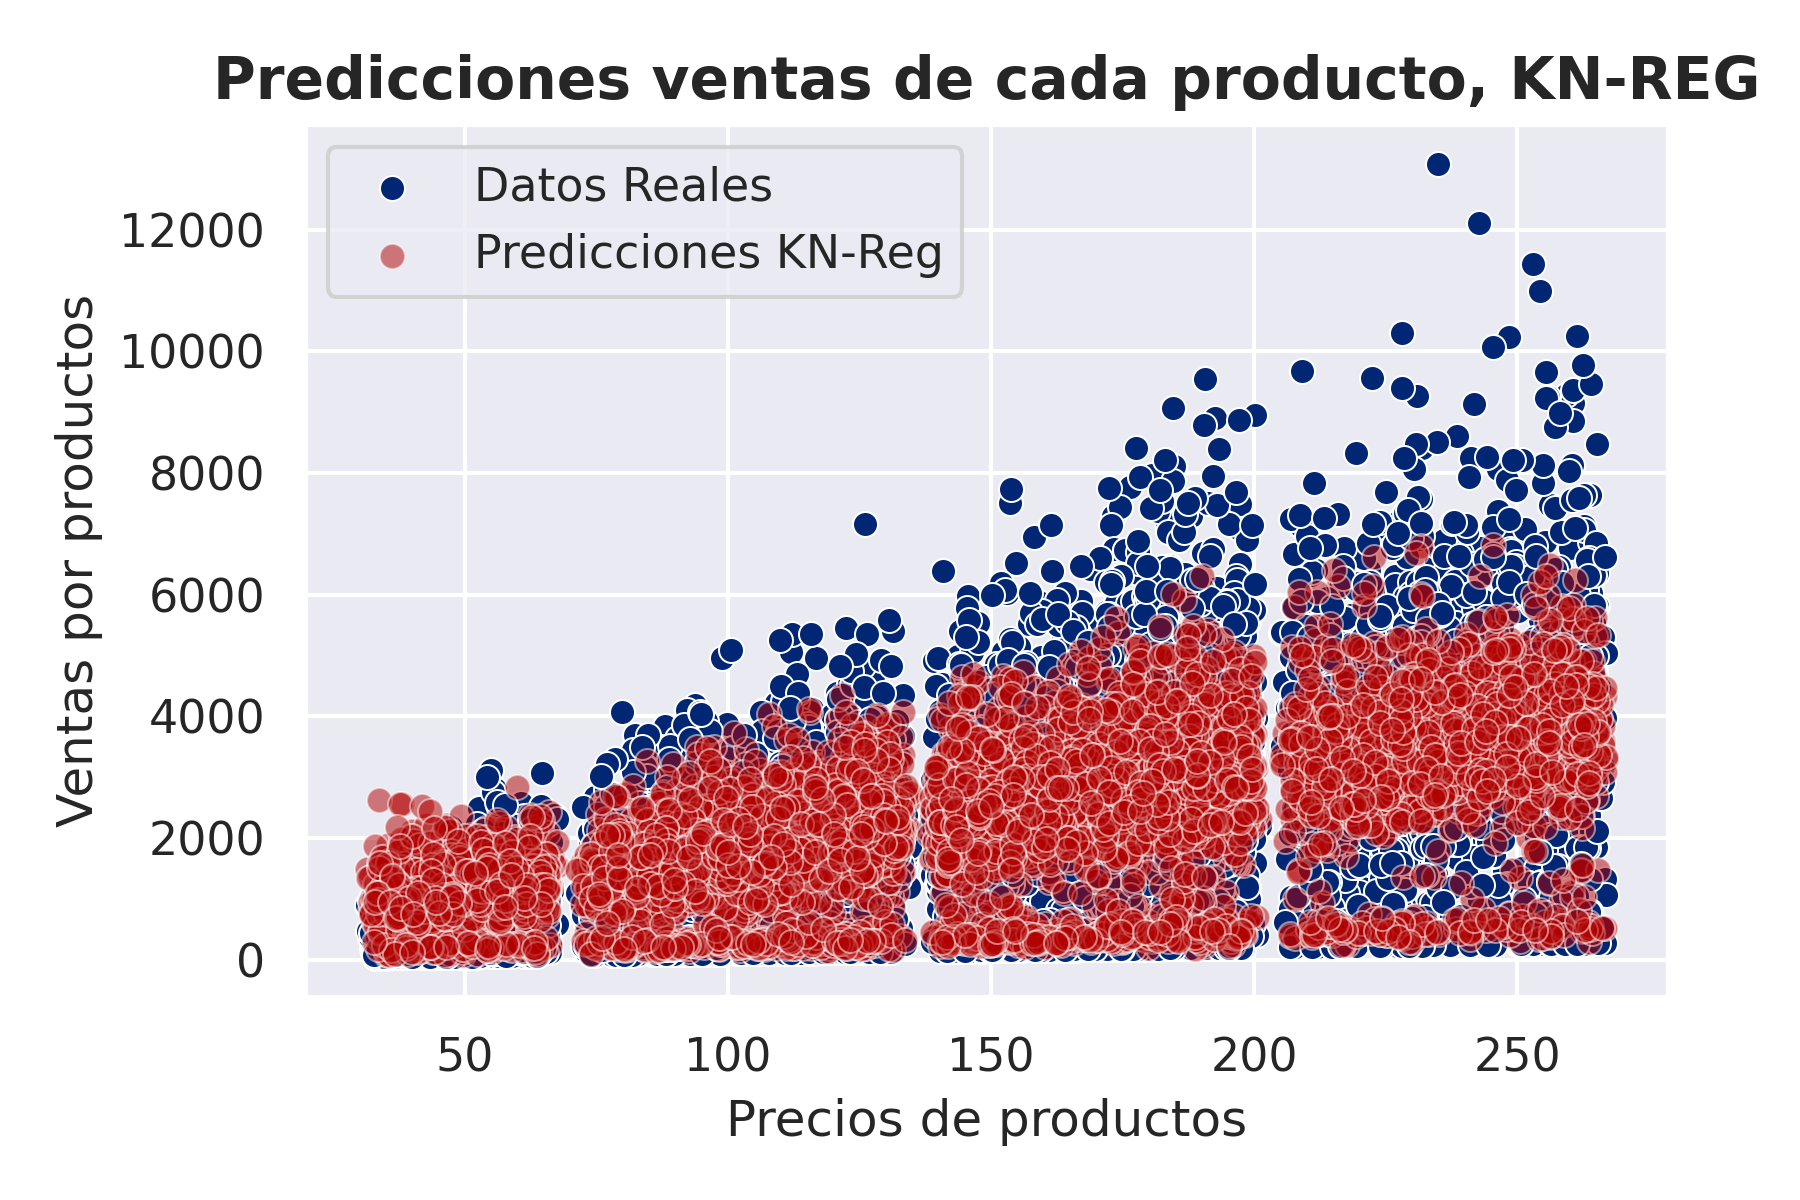 Predicciones ventas de cada producto, KN-REG
Datos Reales
Predicciones KN-Reg
Ventas por productos
12000
10000
8000
6000
4000
2000
0
50 100 150 200 250
Precios de productos